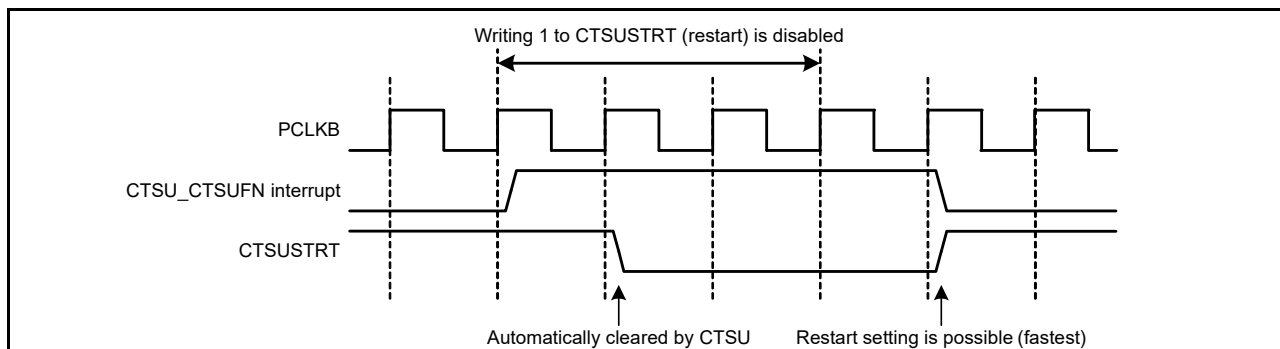 Writing 1 to CTSUSTRT (restart) is disabled
PCLKB
CTSU_CTSUFN interrupt
CTSUSTRT
Automatically cleared by CTSU
Restart setting is possible (fastest)